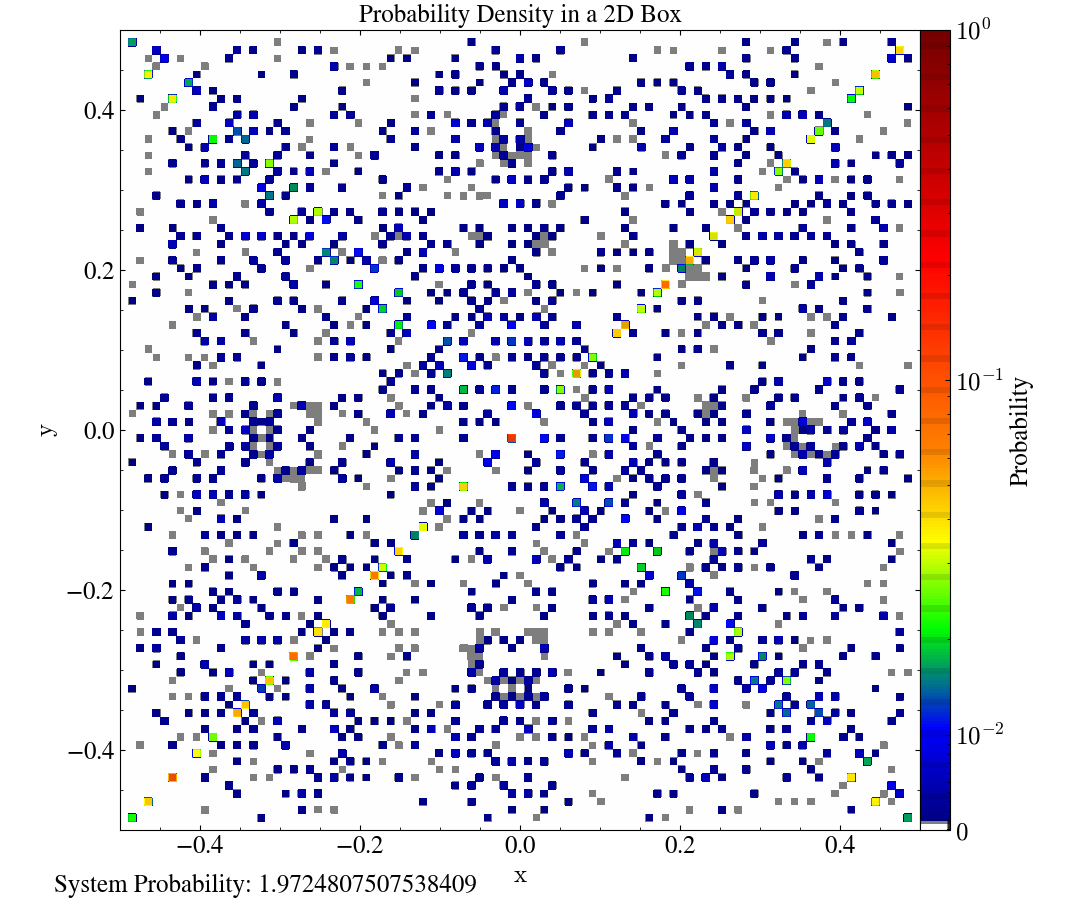 Probability Density in a 2D Box
0.4
0.2
0.0
−0.2
−0.4
y
−0.4 −0.2 0.0 0.2 0.4
x
10^0
10^−1
10^−2
0
Probability
System Probability: 1.9724807507538409